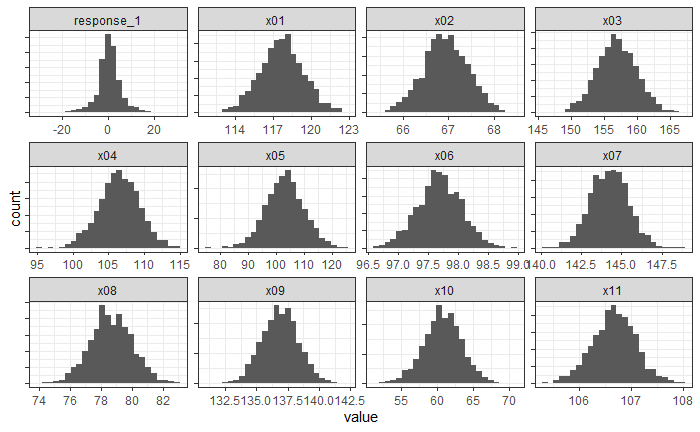 response_1 x01 x02 x03
-20 0 20 114 117 120 123 66 67 68 145 150 155 160 165
x04 x05 x06 x07
95 100 105 110 115 80 100 120 96.5 97.0 97.5 98.0 98.5 99.0 140.0 142.5 145.0 147.5
count
x08 x09 x10 x11
74 76 78 80 82 132.5 135.0 137.5 140.0 142.5 55 60 65 70 106 107 108
value